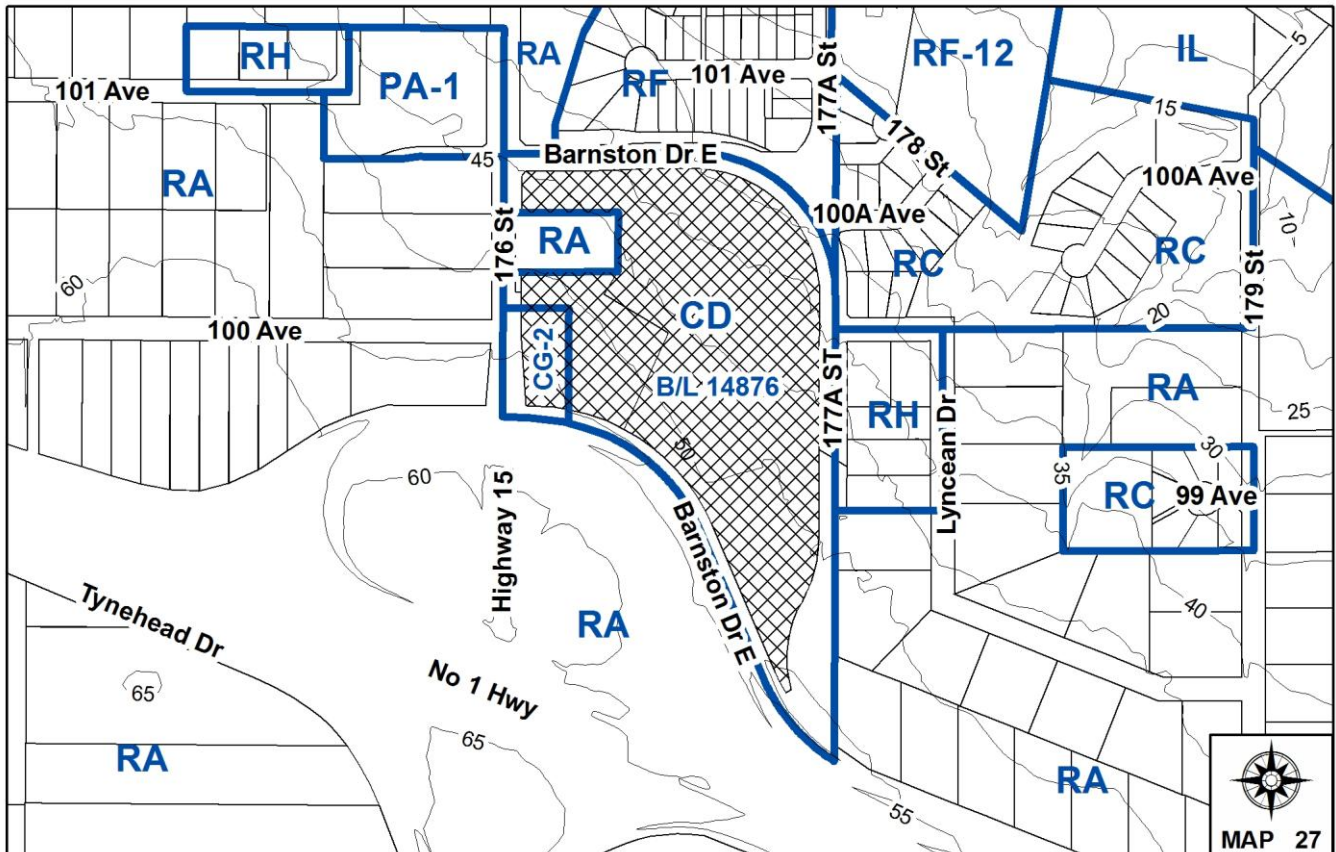 RH
PA-1
RA
RF
101 Ave
177A St
RF-12
IL
5
101 Ave
15
178 St
45
Barnston Dr E
RA
100A Ave
176 St
RA
100A Ave
10
RC
RC
179 St
60
CD
20
100 Ave
CG-2
B/L 14876
177A ST
RH
Lyncean Dr
RA
25
30
50
35
RC
99 Ave
60
Highway 15
Barnston Dr E
40
Tynehead Dr
RA
No 1 Hwy
65
65
RA
RA
55
MAP 27